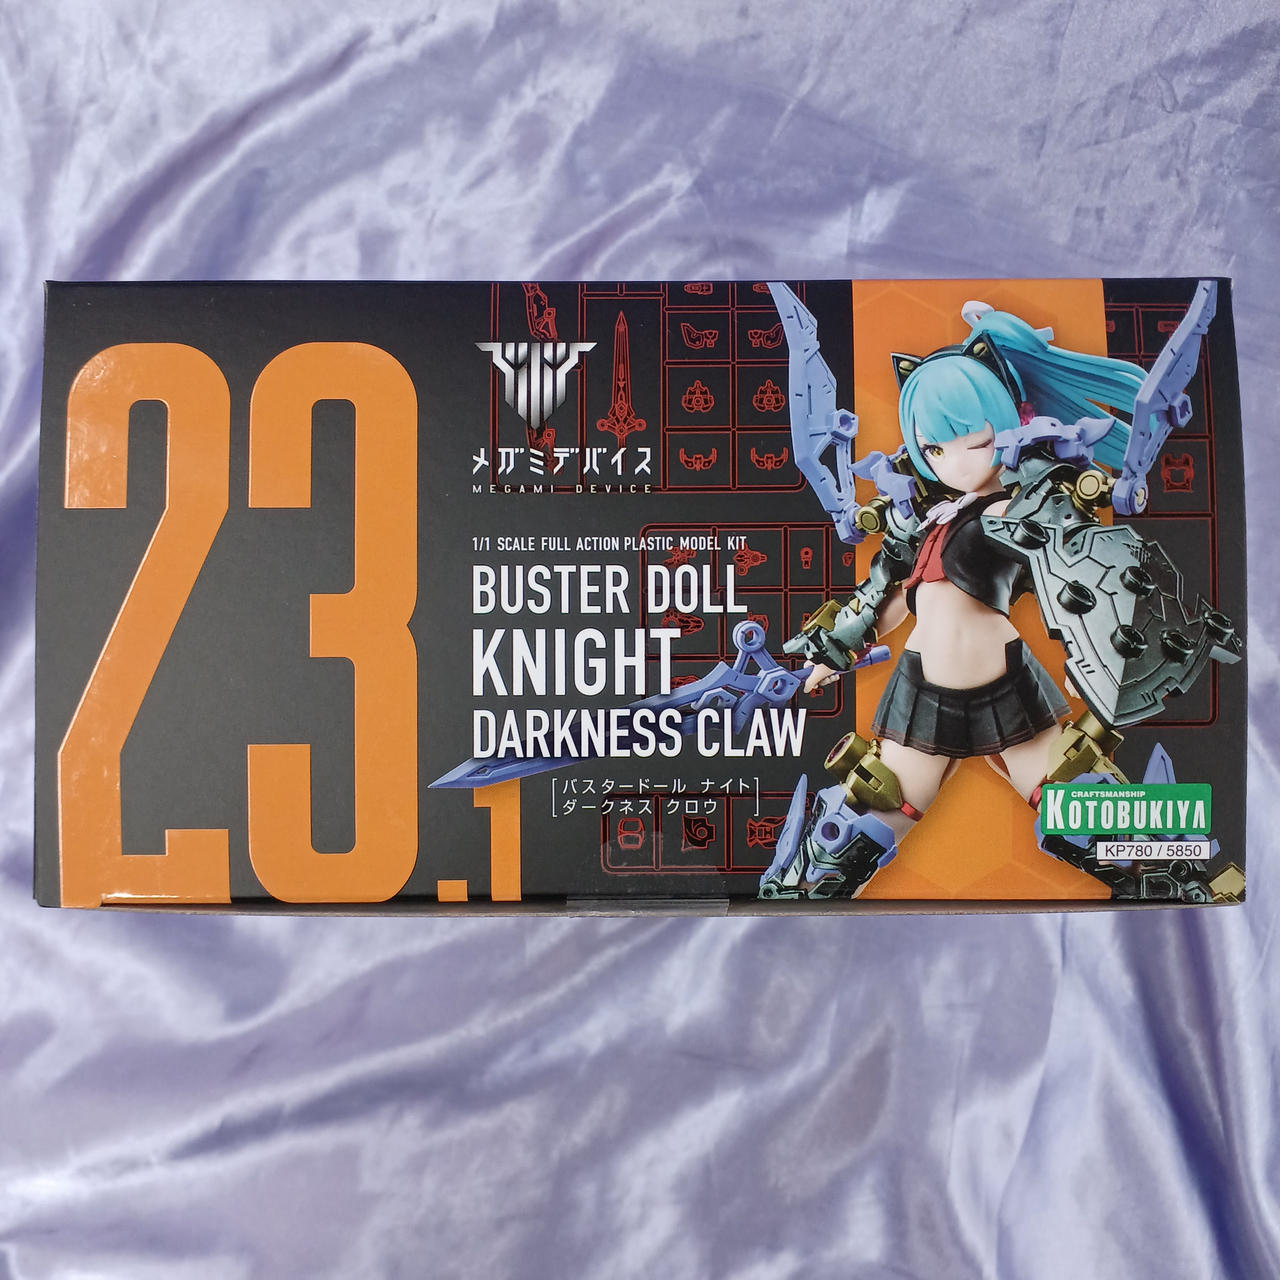 23.1
メガミデバイス
MEGAMI DEVICE
1/1 SCALE FULL ACTION PLASTIC MODEL KIT
BUSTER DOLL
KNIGHT
DARKNESS CLAW
[バスタードール ナイト
ダークネス クロウ]
CRAFTSMANSHIP
KOTOBUKIYA
KP780 / 5850